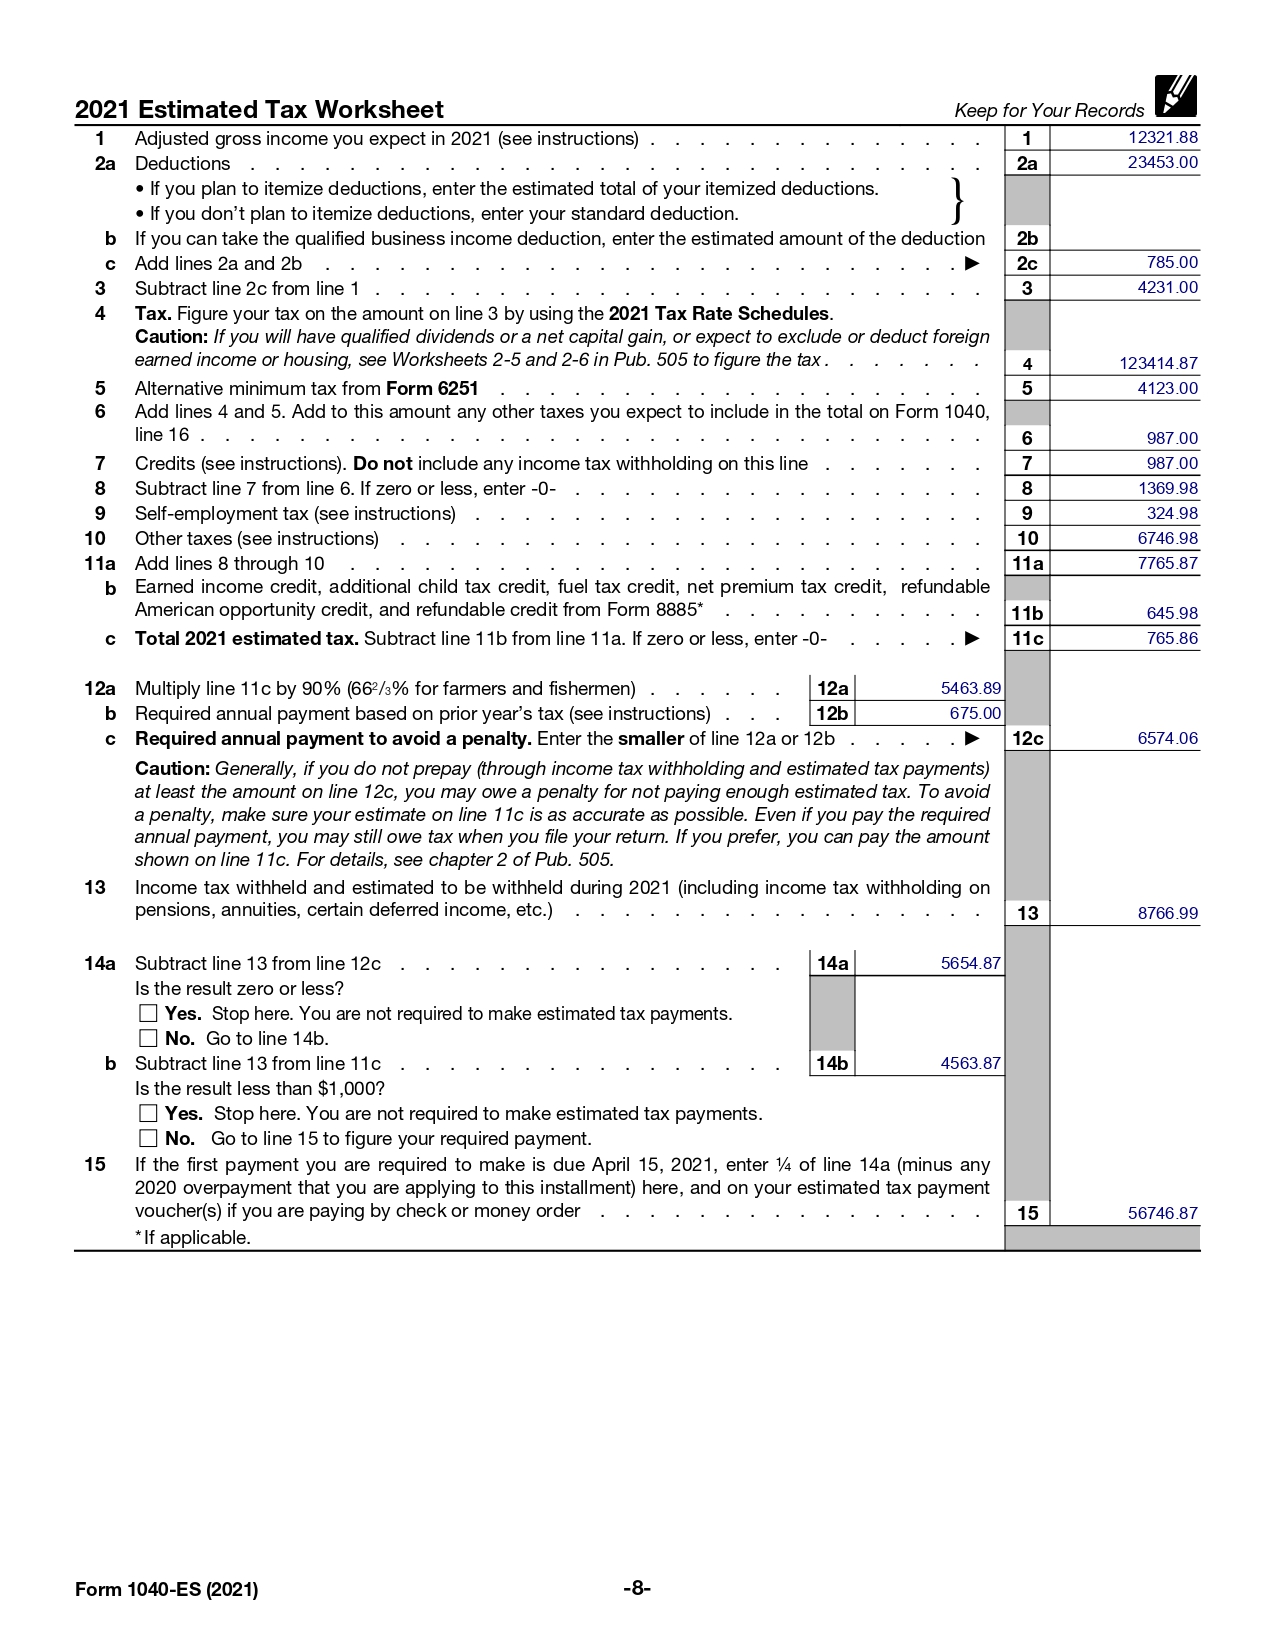 2021 Estimated Tax Worksheet Keep for Your Records
1 Adjusted gross income you expect in 2021 (see instructions) . . . . . . . . . . . . . . 1 12321.88
2a Deductions . . . . . . . . . . . . . . . . . . . . . . . . . . . . . . 2a 23453.00
• If you plan to itemize deductions, enter the estimated total of your itemized deductions.
• If you don't plan to itemize deductions, enter your standard deduction. }
b If you can take the qualified business income deduction, enter the estimated amount of the deduction 2b
c Add lines 2a and 2b . . . . . . . . . . . . . . . . . . . . . . . . . . ▶ 2c 785.00
3 Subtract line 2c from line 1 . . . . . . . . . . . . . . . . . . . . . . . . . 3 4231.00
4 Tax. Figure your tax on the amount on line 3 by using the 2021 Tax Rate Schedules.
Caution: If you will have qualified dividends or a net capital gain, or expect to exclude or deduct foreign
earned income or housing, see Worksheets 2-5 and 2-6 in Pub. 505 to figure the tax . . . . . . . 4 123414.87
5 Alternative minimum tax from Form 6251 . . . . . . . . . . . . . . . . . . . . 5 4123.00
6 Add lines 4 and 5. Add to this amount any other taxes you expect to include in the total on Form 1040,
line 16 . . . . . . . . . . . . . . . . . . . . . . . . . . . . . . . . 6 987.00
7 Credits (see instructions). Do not include any income tax withholding on this line . . . . . . . 7 987.00
8 Subtract line 7 from line 6. If zero or less, enter -0- . . . . . . . . . . . . . . . . . 8 1369.98
9 Self-employment tax (see instructions) . . . . . . . . . . . . . . . . . . . . . 9 324.98
10 Other taxes (see instructions) . . . . . . . . . . . . . . . . . . . . . . . . 10 6746.98
11a Add lines 8 through 10 . . . . . . . . . . . . . . . . . . . . . . . . . . 11a 7765.87
b Earned income credit, additional child tax credit, fuel tax credit, net premium tax credit, refundable
American opportunity credit, and refundable credit from Form 8885* . . . . . . . . . . . 11b 645.98
c Total 2021 estimated tax. Subtract line 11b from line 11a. If zero or less, enter -0- . . . . . ▶ 11c 765.86
12a Multiply line 11c by 90% (66 2/3% for farmers and fishermen) . . . . . . 12a 5463.89
b Required annual payment based on prior year's tax (see instructions) . . . 12b 675.00
c Required annual payment to avoid a penalty. Enter the smaller of line 12a or 12b . . . . . ▶ 12c 6574.06
Caution: Generally, if you do not prepay (through income tax withholding and estimated tax payments)
at least the amount on line 12c, you may owe a penalty for not paying enough estimated tax. To avoid
a penalty, make sure your estimate on line 11c is as accurate as possible. Even if you pay the required
annual payment, you may still owe tax when you file your return. If you prefer, you can pay the amount
shown on line 11c. For details, see chapter 2 of Pub. 505.
13 Income tax withheld and estimated to be withheld during 2021 (including income tax withholding on
pensions, annuities, certain deferred income, etc.) . . . . . . . . . . . . . . . . . 13 8766.99
14a Subtract line 13 from line 12c . . . . . . . . . . . . . . . . 14a 5654.87
Is the result zero or less?
☐ Yes. Stop here. You are not required to make estimated tax payments.
☐ No. Go to line 14b.
b Subtract line 13 from line 11c . . . . . . . . . . . . . . . . 14b 4563.87
Is the result less than $1,000?
☐ Yes. Stop here. You are not required to make estimated tax payments.
☐ No. Go to line 15 to figure your required payment.
15 If the first payment you are required to make is due April 15, 2021, enter ¼ of line 14a (minus any
2020 overpayment that you are applying to this installment) here, and on your estimated tax payment
voucher(s) if you are paying by check or money order . . . . . . . . . . . . . . . . 15 56746.87
*If applicable.
Form 1040-ES (2021) -8-